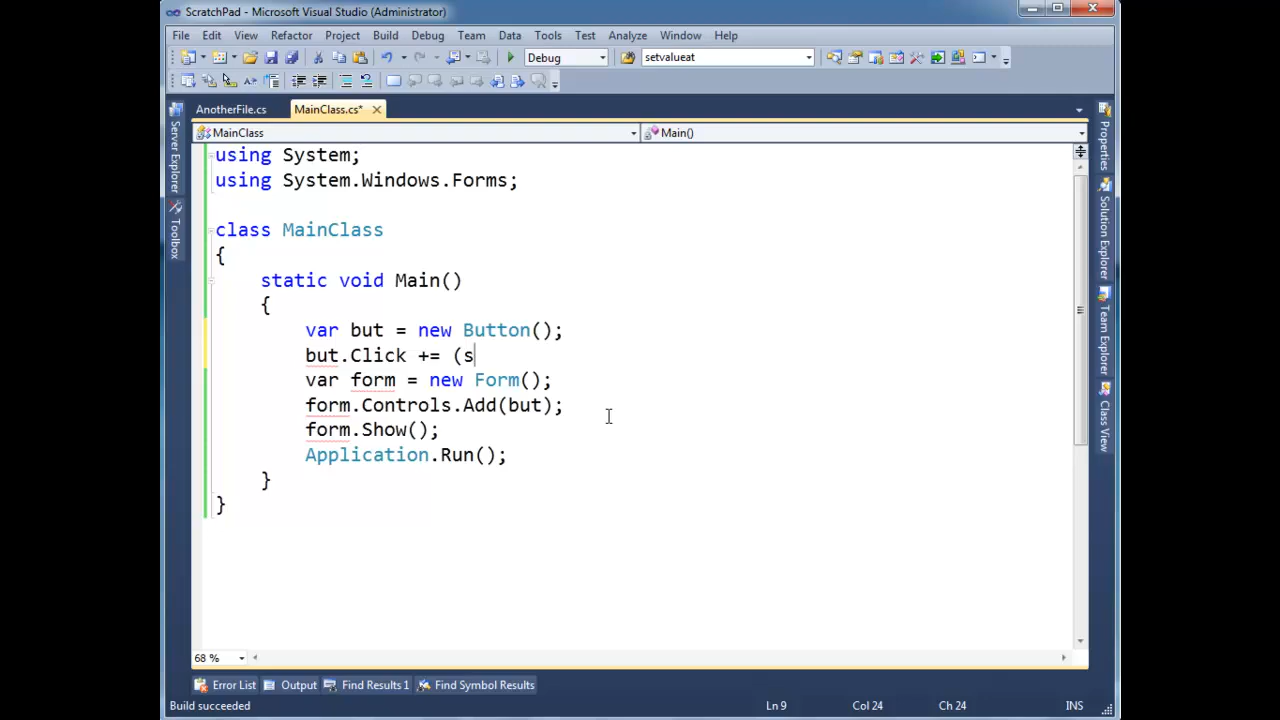 ScratchPad - Microsoft Visual Studio (Administrator)
File Edit View Refactor Project Build Debug Team Data Tools Test Analyze Window Help
Debug setvalueat
AnotherFile.cs MainClass.cs*
MainClass Main()
Server Explorer
Toolbox
using System;
using System.Windows.Forms;
class MainClass
{
static void Main()
{
var but = new Button();
but.Click += (s
var form = new Form();
form.Controls.Add(but);
form.Show();
Application.Run();
}
}
Properties
Solution Explorer
Team Explorer
Class View
68 %
Error List Output Find Results 1 Find Symbol Results
Build succeeded Ln 9 Col 24 Ch 24 INS